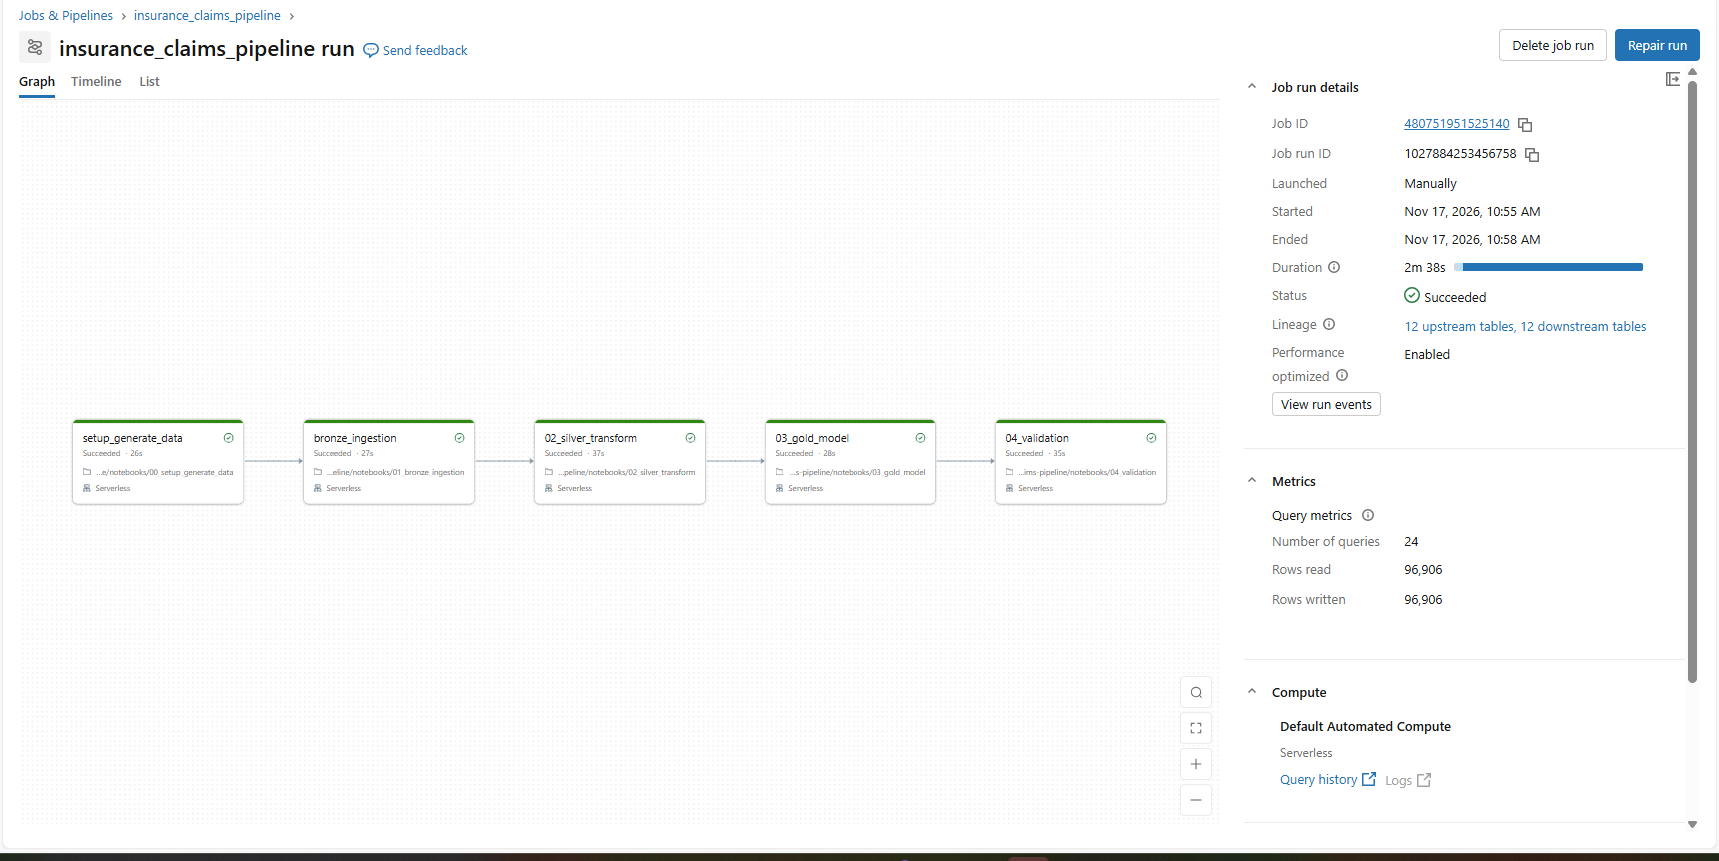 Jobs & Pipelines > insurance_claims_pipeline >
insurance_claims_pipeline run Send feedback
Delete job run Repair run
Graph Timeline List
setup_generate_data
Succeeded · 26s
...e/notebooks/00_setup_generate_data
Serverless
bronze_ingestion
Succeeded · 27s
...eline/notebooks/01_bronze_ingestion
Serverless
02_silver_transform
Succeeded · 37s
...peline/notebooks/02_silver_transform
Serverless
03_gold_model
Succeeded · 28s
...s-pipeline/notebooks/03_gold_model
Serverless
04_validation
Succeeded · 35s
...ims-pipeline/notebooks/04_validation
Serverless
Job run details
Job ID 480751951525140
Job run ID 1027884253456758
Launched Manually
Started Nov 17, 2026, 10:55 AM
Ended Nov 17, 2026, 10:58 AM
Duration 2m 38s
Status Succeeded
Lineage 12 upstream tables, 12 downstream tables
Performance optimized Enabled
View run events
Metrics
Query metrics
Number of queries 24
Rows read 96,906
Rows written 96,906
Compute
Default Automated Compute
Serverless
Query history Logs